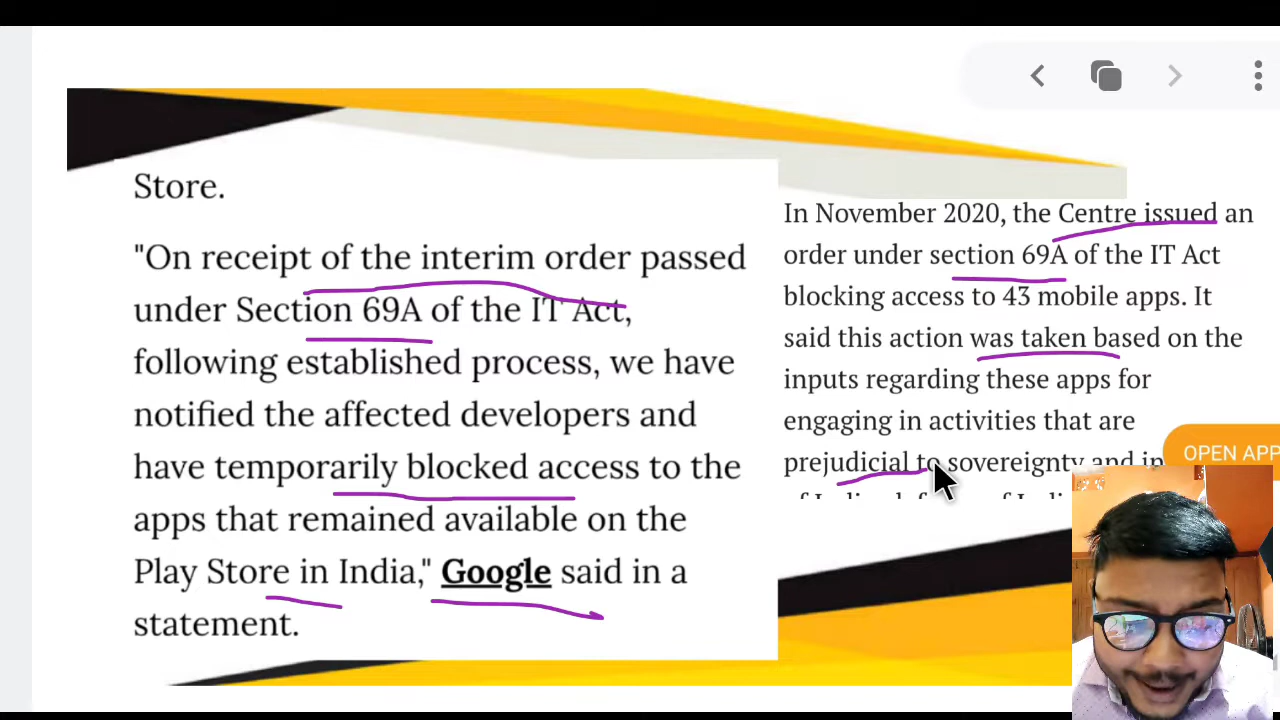 Store.
"On receipt of the interim order passed
under Section 69A of the IT Act,
following established process, we have
notified the affected developers and
have temporarily blocked access to the
apps that remained available on the
Play Store in India," Google said in a
statement.
In November 2020, the Centre issued an
order under section 69A of the IT Act
blocking access to 43 mobile apps. It
said this action was taken based on the
inputs regarding these apps for
engaging in activities that are
prejudicial to sovereignty and in
OPEN APP